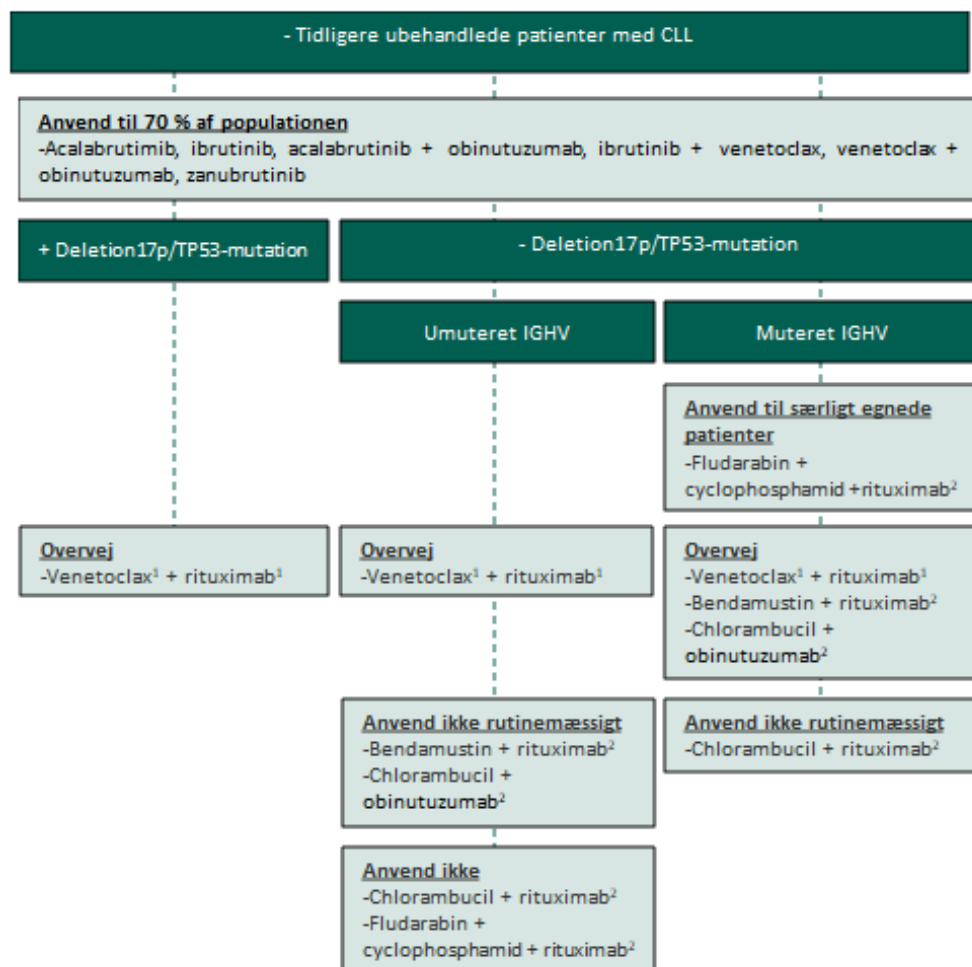 - Tidligere ubehandlede patienter med CLL
Anvend til 70 % af populationen
-Acalabrutimib, ibrutinib, acalabrutinib + obinutuzumab, ibrutinib + venetoclax, venetoclax +
obinutuzumab, zanubrutinib
+ Deletion17p/TP53-mutation
- Deletion17p/TP53-mutation
Umuteret IGHV
Muteret IGHV
Anvend til særligt egnede
patienter
-Fludarabin +
cyclophosphamid +rituximab²
Overvej
-Venetoclax¹ + rituximab¹
Overvej
-Venetoclax¹ + rituximab¹
Overvej
-Venetoclax¹ + rituximab¹
-Bendamustin + rituximab²
-Chlorambucil +
obinutuzumab²
Anvend ikke rutinemæssigt
-Bendamustin + rituximab²
-Chlorambucil +
obinutuzumab²
Anvend ikke rutinemæssigt
-Chlorambucil + rituximab²
Anvend ikke
-Chlorambucil + rituximab²
-Fludarabin +
cyclophosphamid + rituximab²